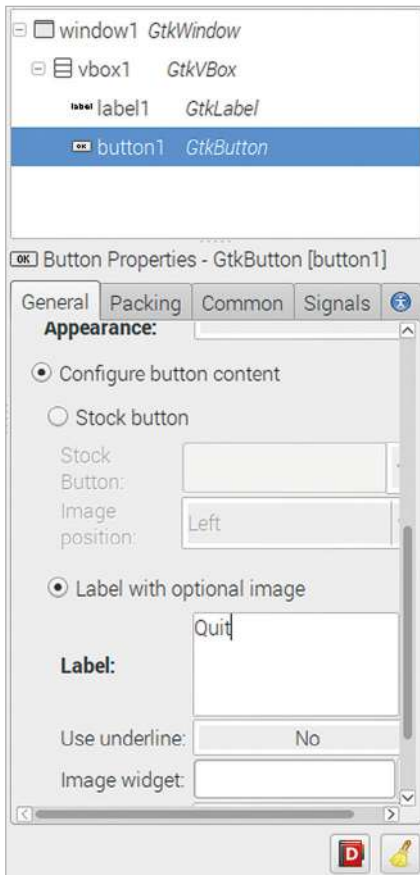 window1 GtkWindow
vbox1 GtkVBox
label label1 GtkLabel
OK button1 GtkButton
OK Button Properties - GtkButton [button1]
General Packing Common Signals
Appearance:
Configure button content
Stock button
Stock
Button:
Image
position:
Left
Label with optional image
Quit
Label:
Use underline: No
Image widget:
D